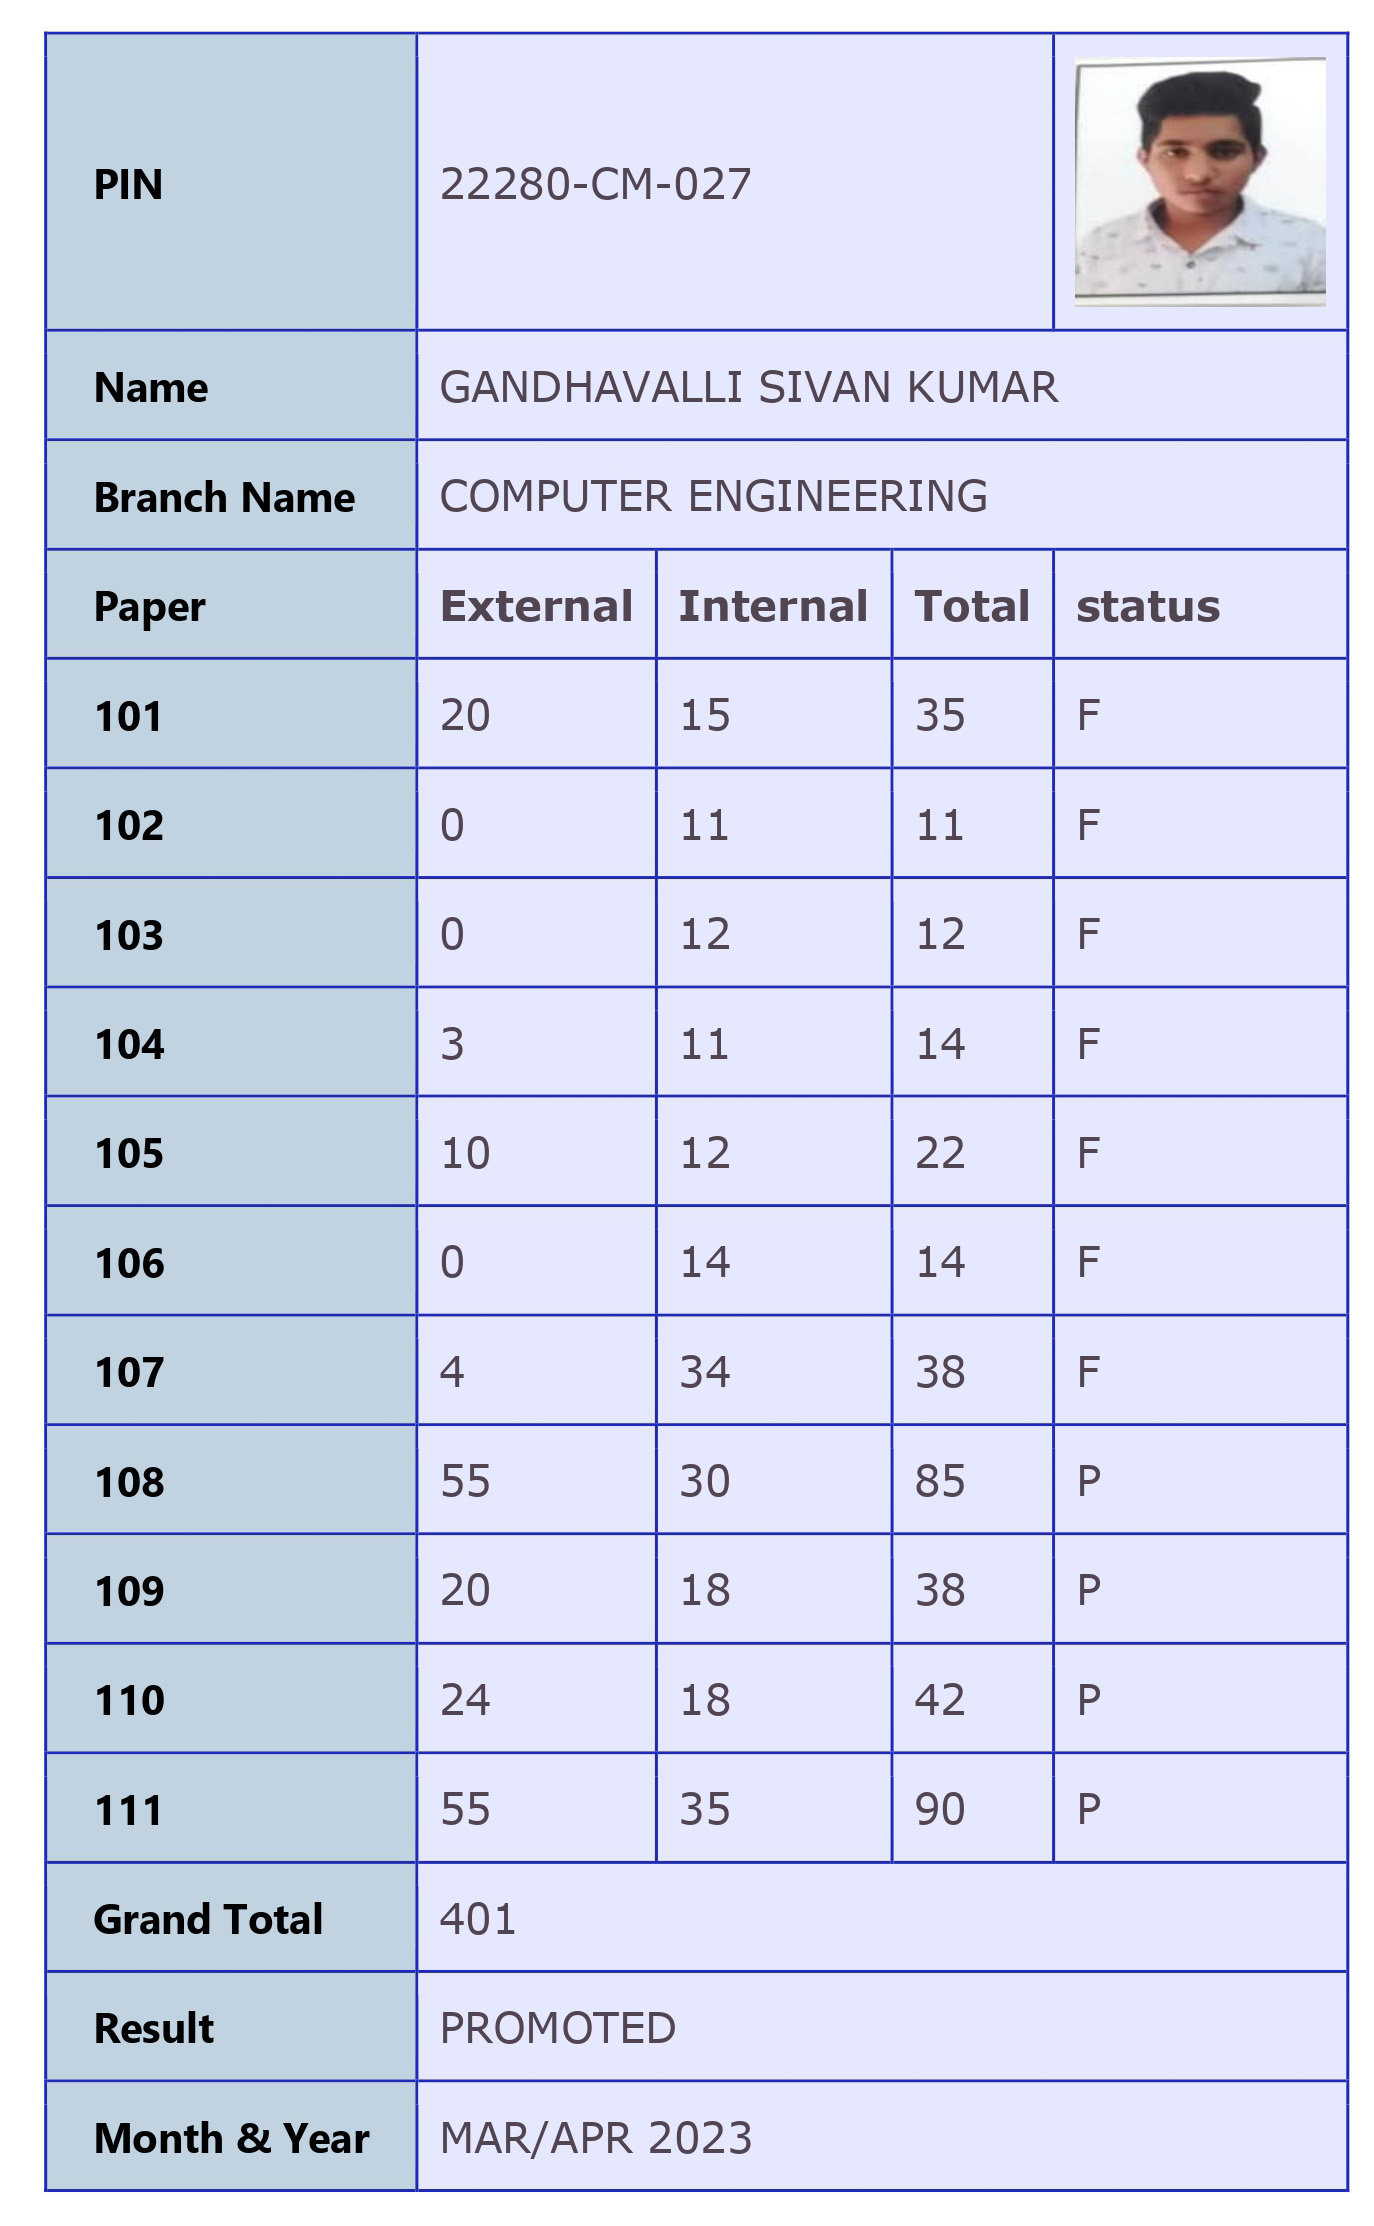 PIN 22280-CM-027
Name GANDHAVALLI SIVAN KUMAR
Branch Name COMPUTER ENGINEERING
Paper External Internal Total status
101 20 15 35 F
102 0 11 11 F
103 0 12 12 F
104 3 11 14 F
105 10 12 22 F
106 0 14 14 F
107 4 34 38 F
108 55 30 85 P
109 20 18 38 P
110 24 18 42 P
111 55 35 90 P
Grand Total 401
Result PROMOTED
Month & Year MAR/APR 2023